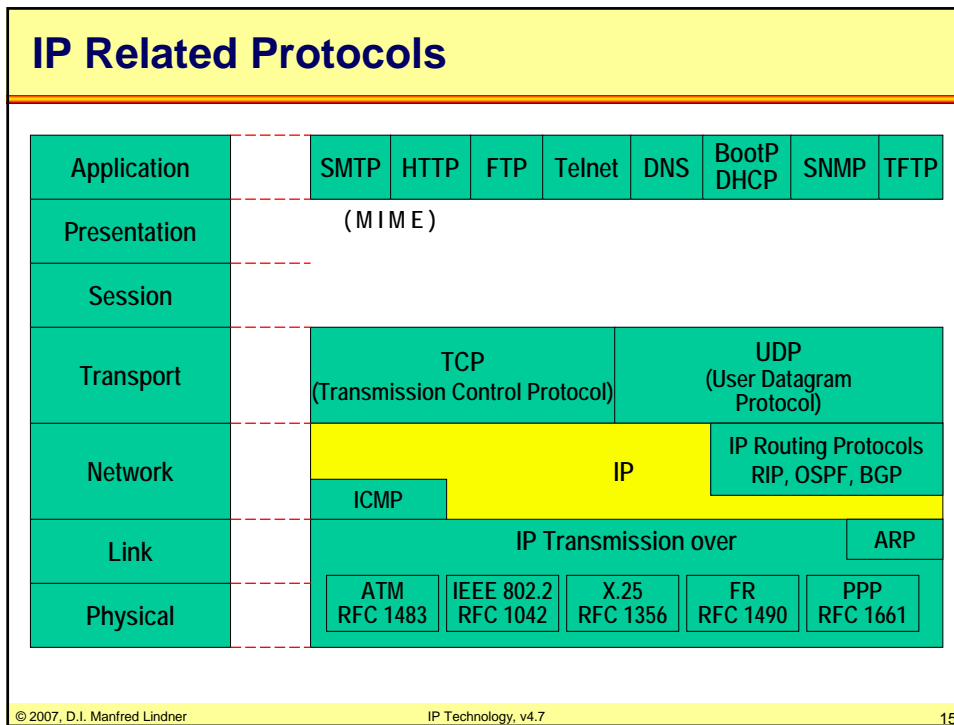 IP Related Protocols
Application
SMTP HTTP FTP Telnet DNS BootP DHCP SNMP TFTP
Presentation
(MIME)
Session
Transport
TCP
(Transmission Control Protocol)
UDP
(User Datagram
Protocol)
Network
IP
IP Routing Protocols
RIP, OSPF, BGP
ICMP
Link
IP Transmission over
ARP
Physical
ATM
RFC 1483
IEEE 802.2
RFC 1042
X.25
RFC 1356
FR
RFC 1490
PPP
RFC 1661
© 2007, D.I. Manfred Lindner
IP Technology, v4.7
15